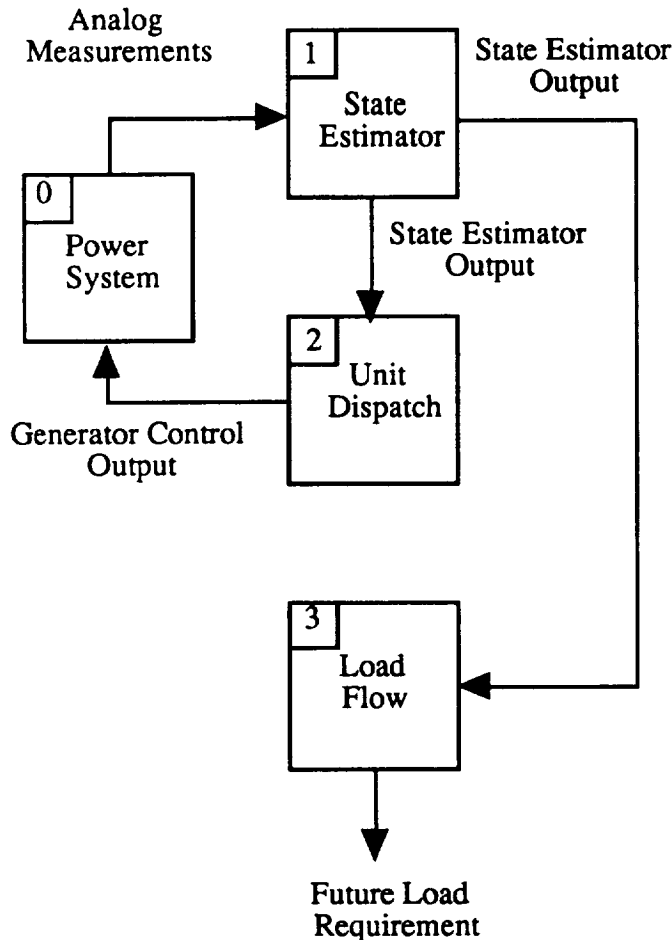 Analog
Measurements
1
State
Estimator
State Estimator
Output
0
Power
System
State Estimator
Output
2
Unit
Dispatch
Generator Control
Output
3
Load
Flow
Future Load
Requirement